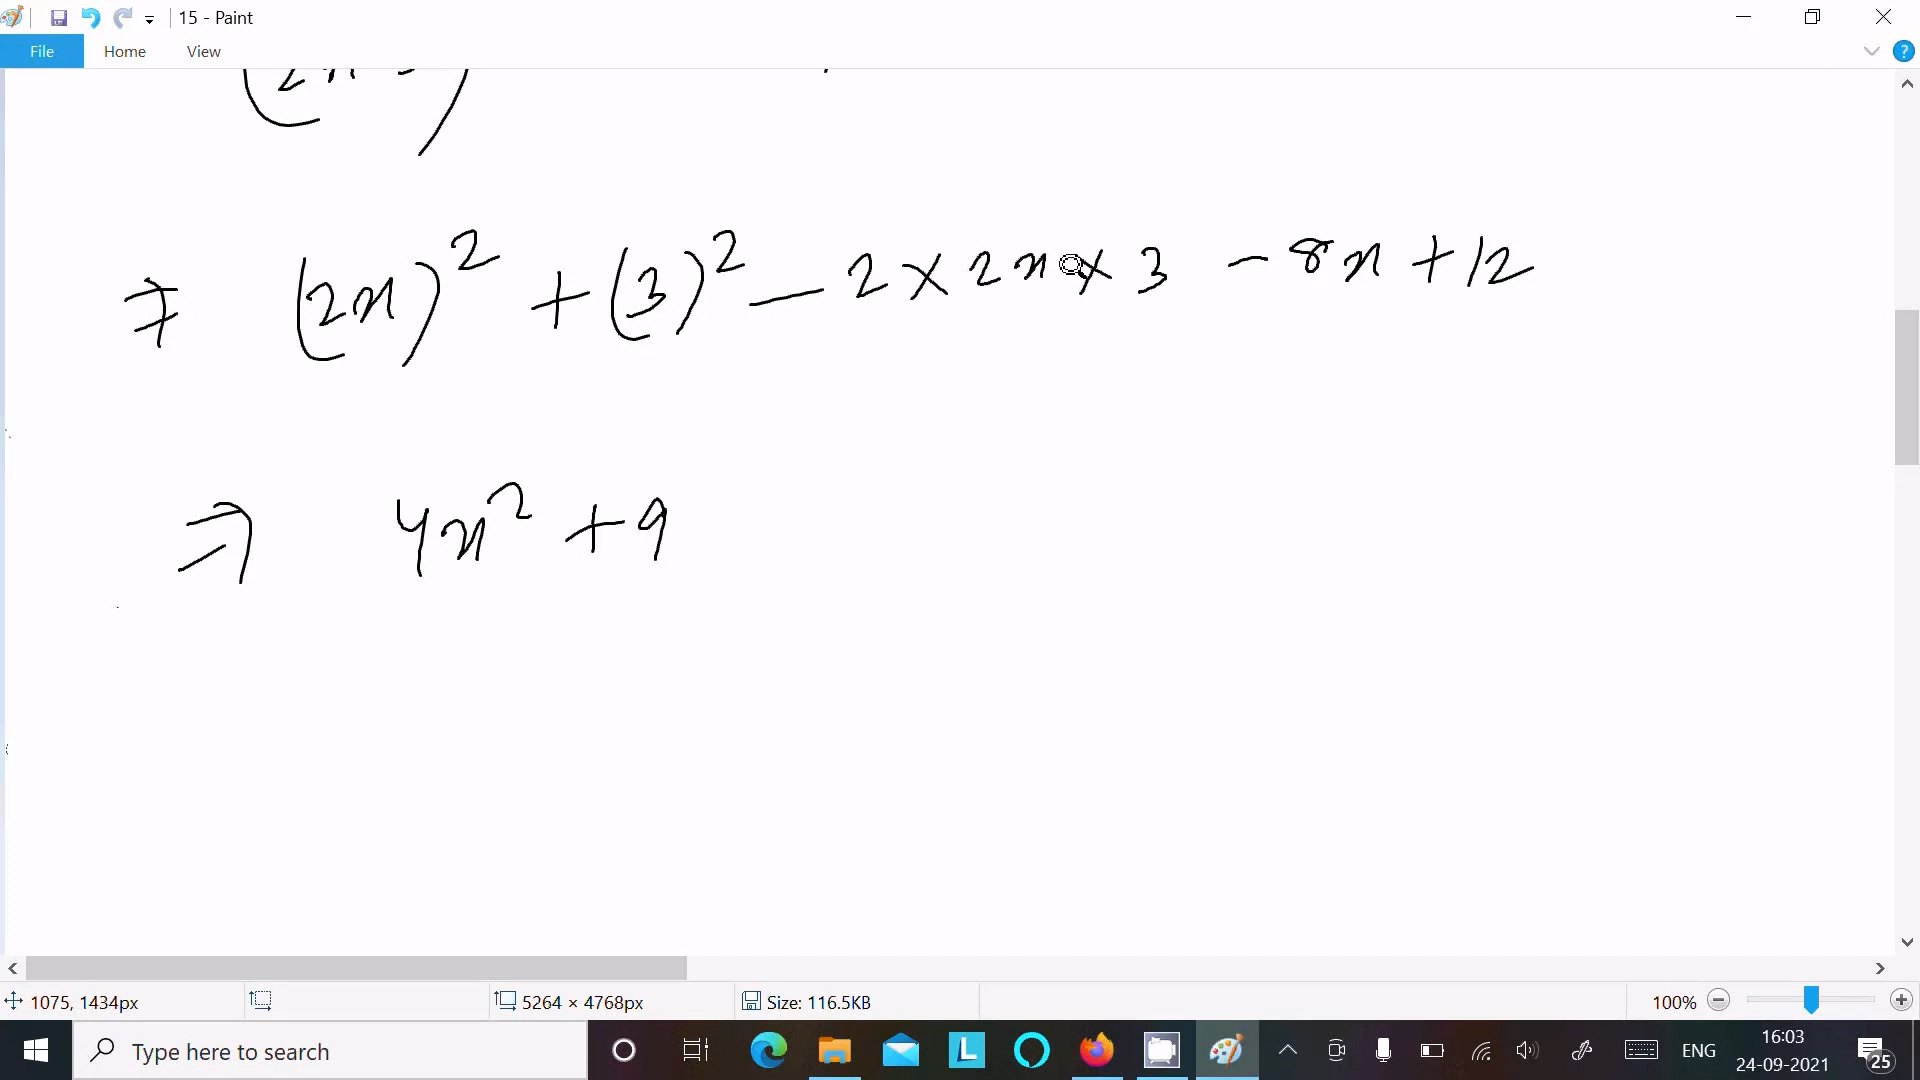 15 - Paint
File Home View
(2x
⇒ (2x)² + (3)² - 2 × 2x × 3 - 8x + 12
⇒ 4x² + 9
1075, 1434px 5264 × 4768px Size: 116.5KB 100%
Type here to search L ENG 16:03
24-09-2021 25